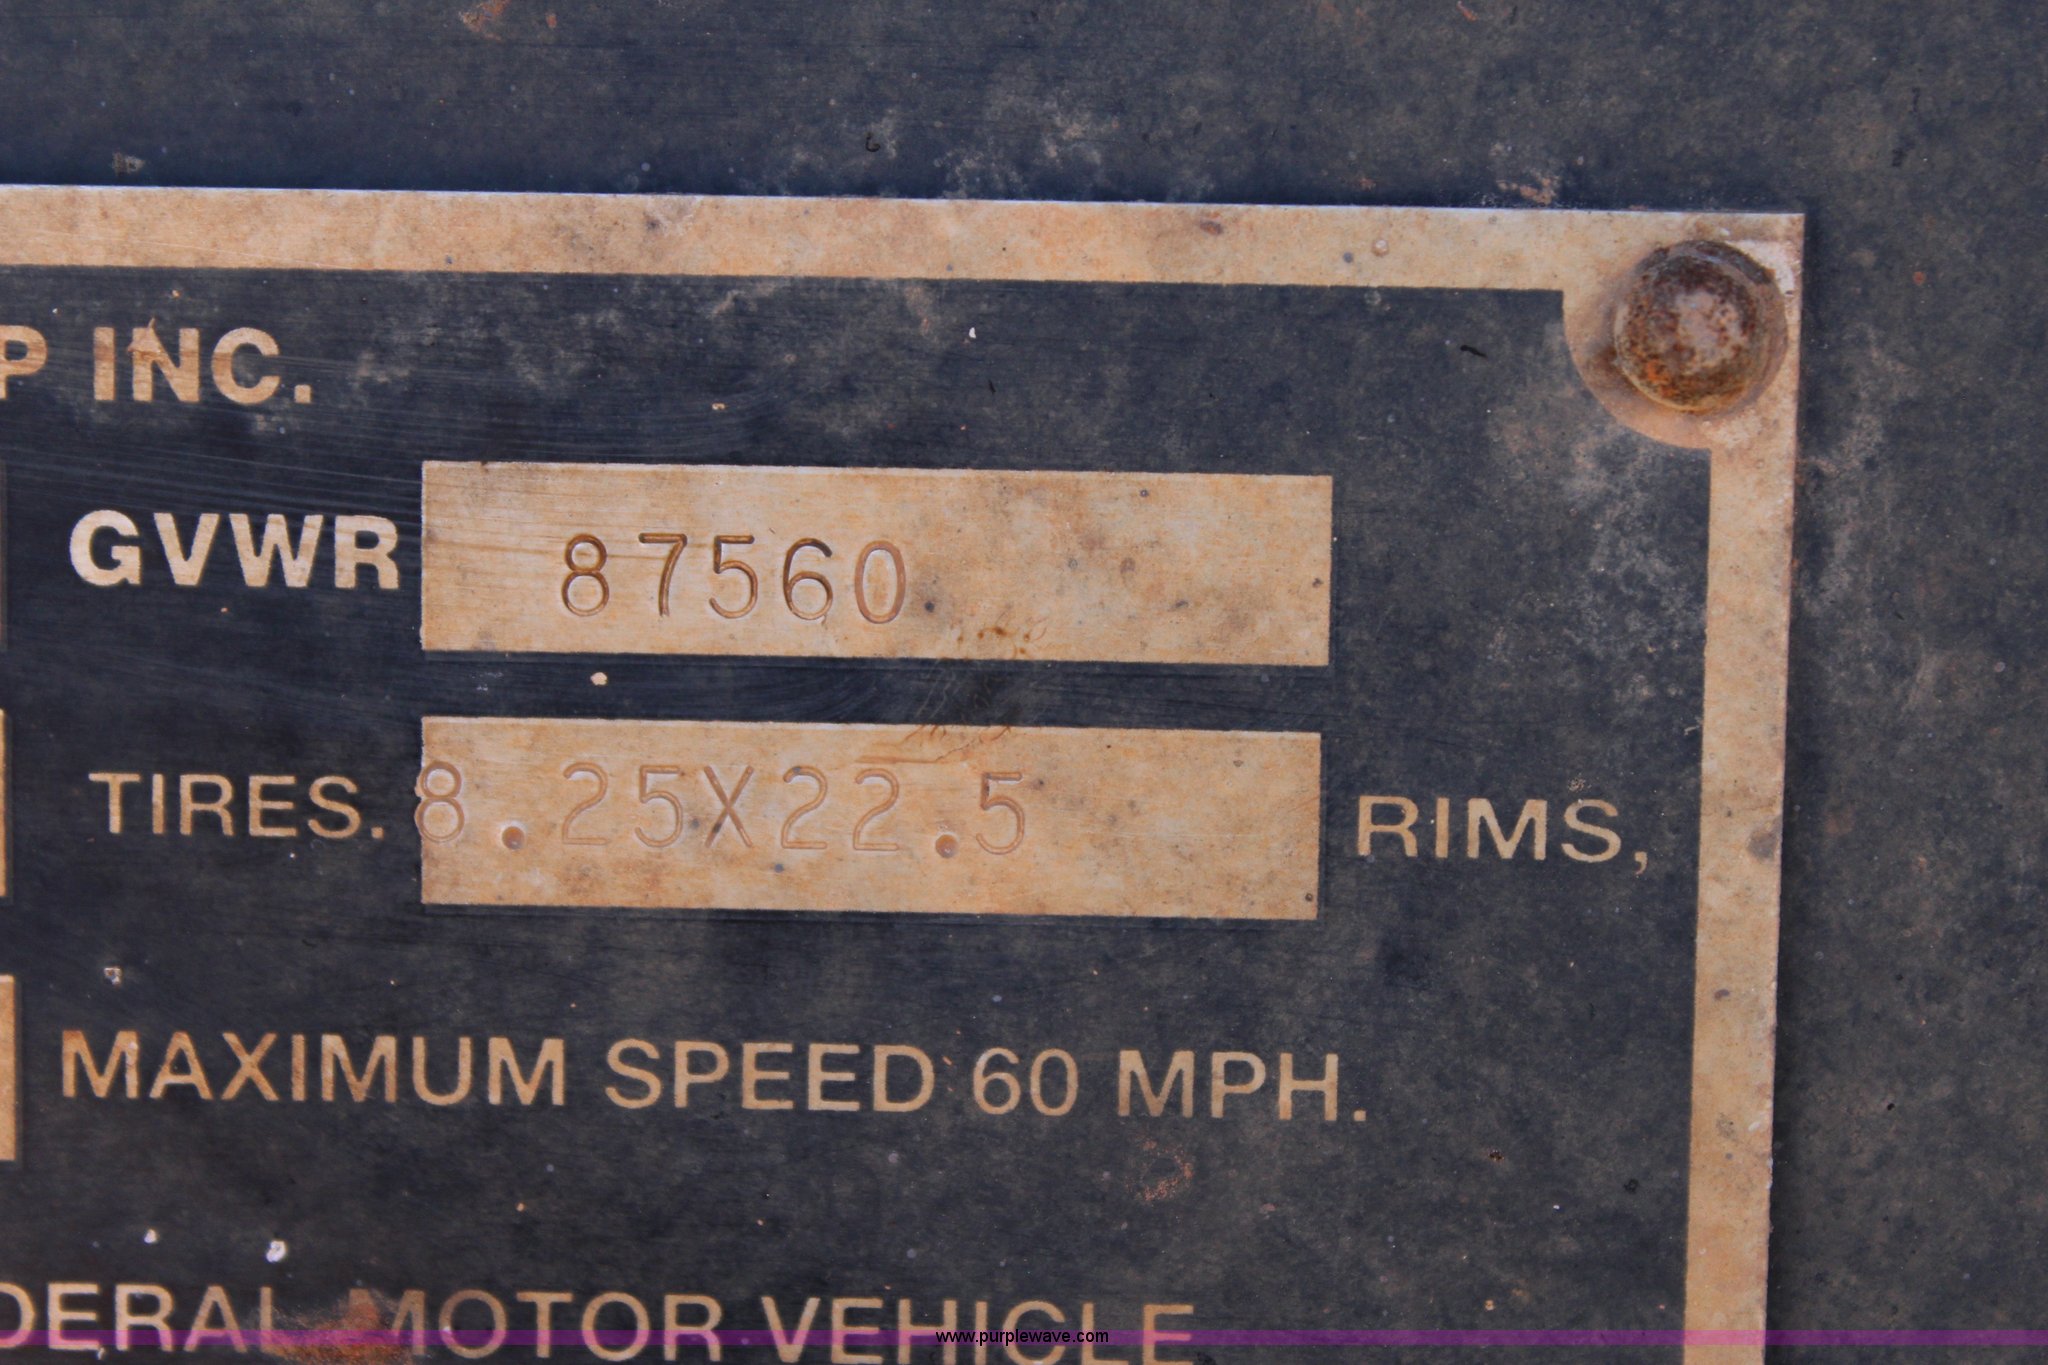 P INC.
GVWR 87560
TIRES. 8.25X22.5 RIMS,
MAXIMUM SPEED 60 MPH.
DERAL MOTOR VEHICLE
www.purplewave.com